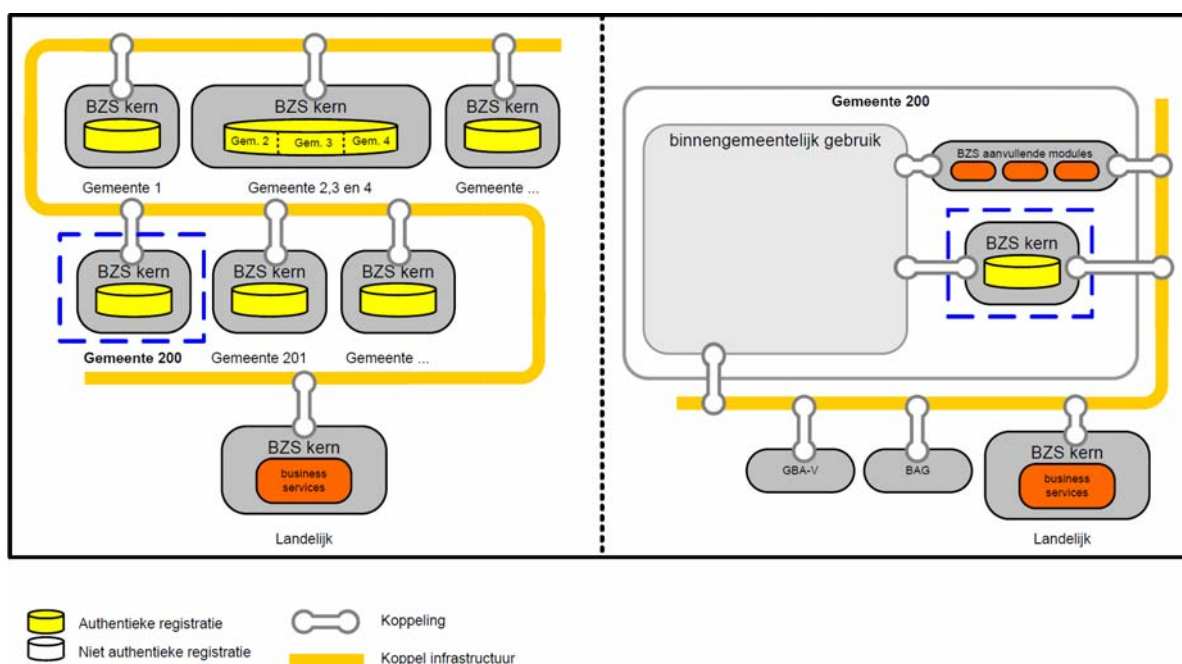 BZS kern
BZS kern
BZS kern
Gem. 2
Gem. 3
Gem. 4
Gemeente 1
Gemeente 2,3 en 4
Gemeente ...
BZS kern
BZS kern
BZS kern
Gemeente 200
Gemeente 201
Gemeente ...
BZS kern
business
services
Landelijk
Gemeente 200
binnengemeentelijk gebruik
BZS aanvullende modules
BZS kern
GBA-V
BAG
BZS kern
business
services
Landelijk
Authentieke registratie
Niet authentieke registratie
Koppeling
Koppel infrastructuur